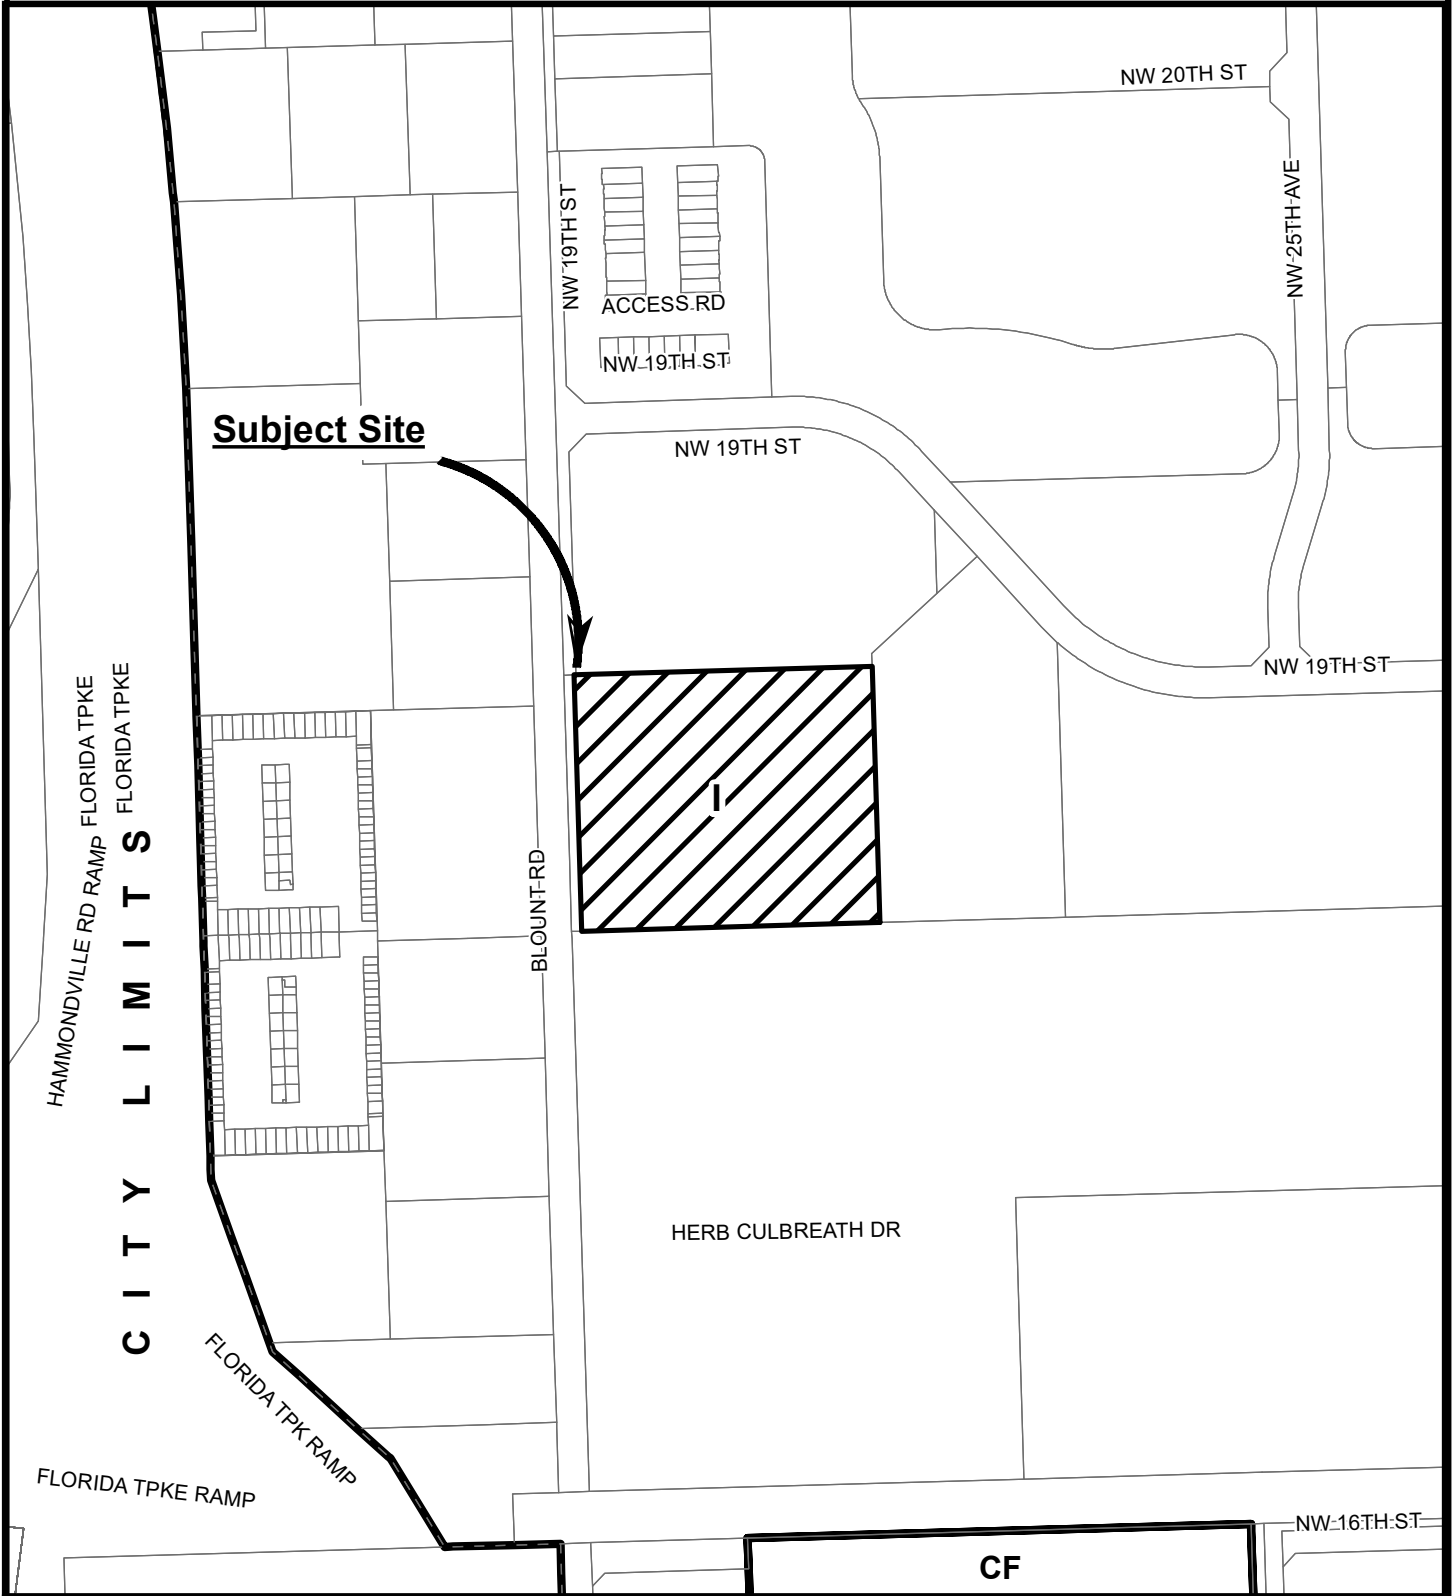 NW 20TH ST
NW 25TH AVE
NW 19TH ST
ACCESS RD
NW 19TH ST
Subject Site
NW 19TH ST
NW 19TH ST
FLORIDA TPKE
FLORIDA TPKE
I
HAMMONDVILLE RD RAMP
CITY LIMITS
BLOUNT RD
HERB CULBREATH DR
FLORIDA TPK RAMP
FLORIDA TPKE RAMP
NW 16TH ST
CF